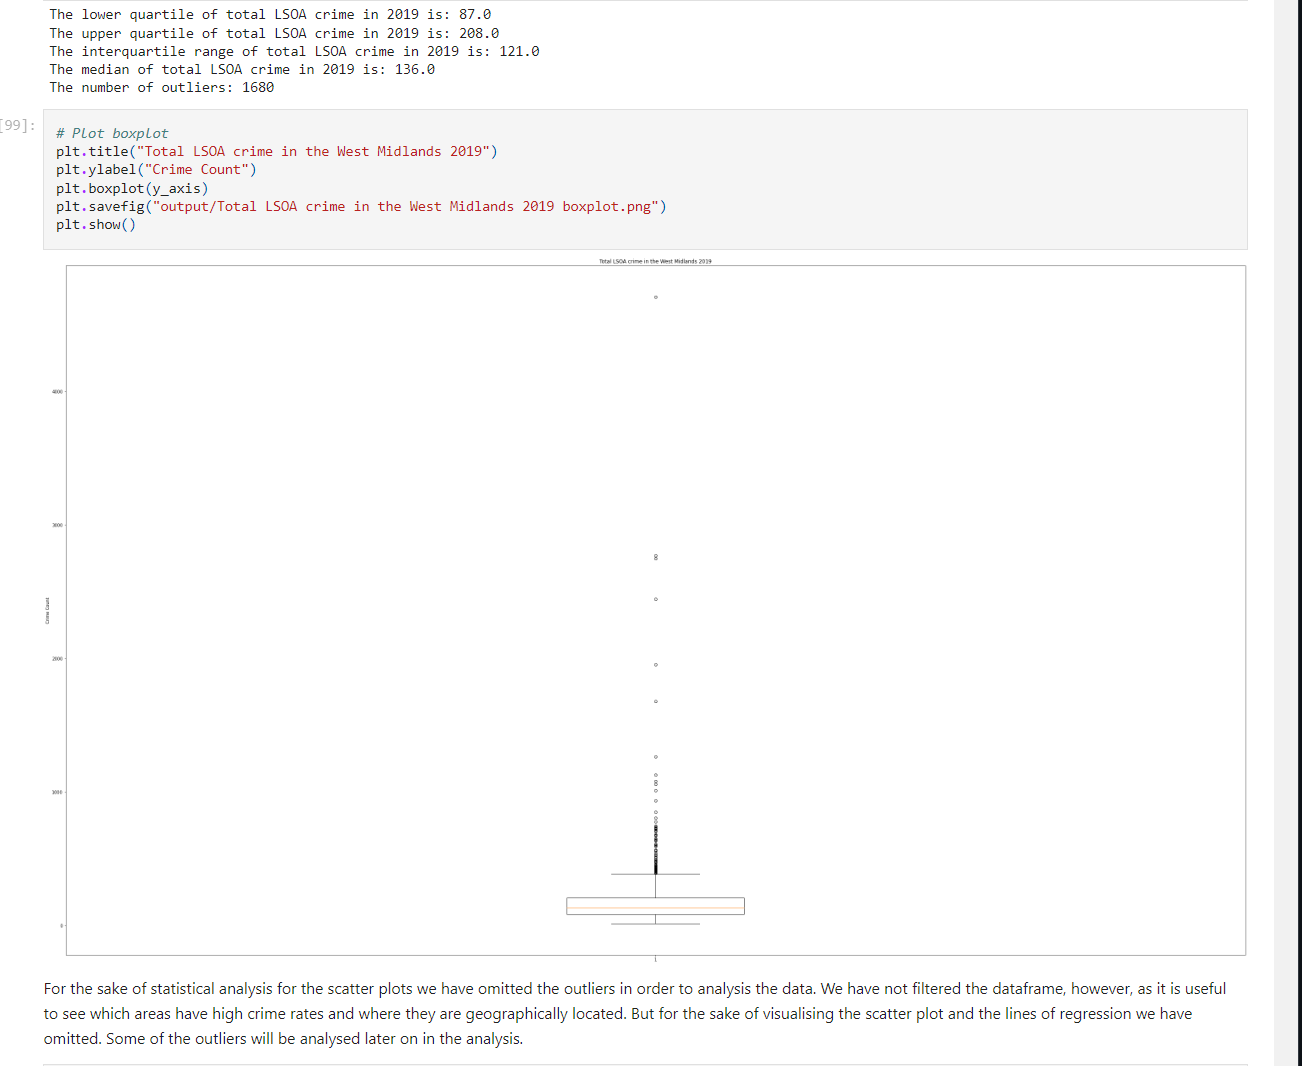 The lower quartile of total LSOA crime in 2019 is: 87.0
The upper quartile of total LSOA crime in 2019 is: 208.0
The interquartile range of total LSOA crime in 2019 is: 121.0
The median of total LSOA crime in 2019 is: 136.0
The number of outliers: 1680
[99]:
# Plot boxplot
plt.title("Total LSOA crime in the West Midlands 2019")
plt.ylabel("Crime Count")
plt.boxplot(y_axis)
plt.savefig("output/Total LSOA crime in the West Midlands 2019 boxplot.png")
plt.show()
Total LSOA crime in the West Midlands 2019
4000
3000
Crime Count
2000
1000
0
1
For the sake of statistical analysis for the scatter plots we have omitted the outliers in order to analysis the data. We have not filtered the dataframe, however, as it is useful
to see which areas have high crime rates and where they are geographically located. But for the sake of visualising the scatter plot and the lines of regression we have
omitted. Some of the outliers will be analysed later on in the analysis.